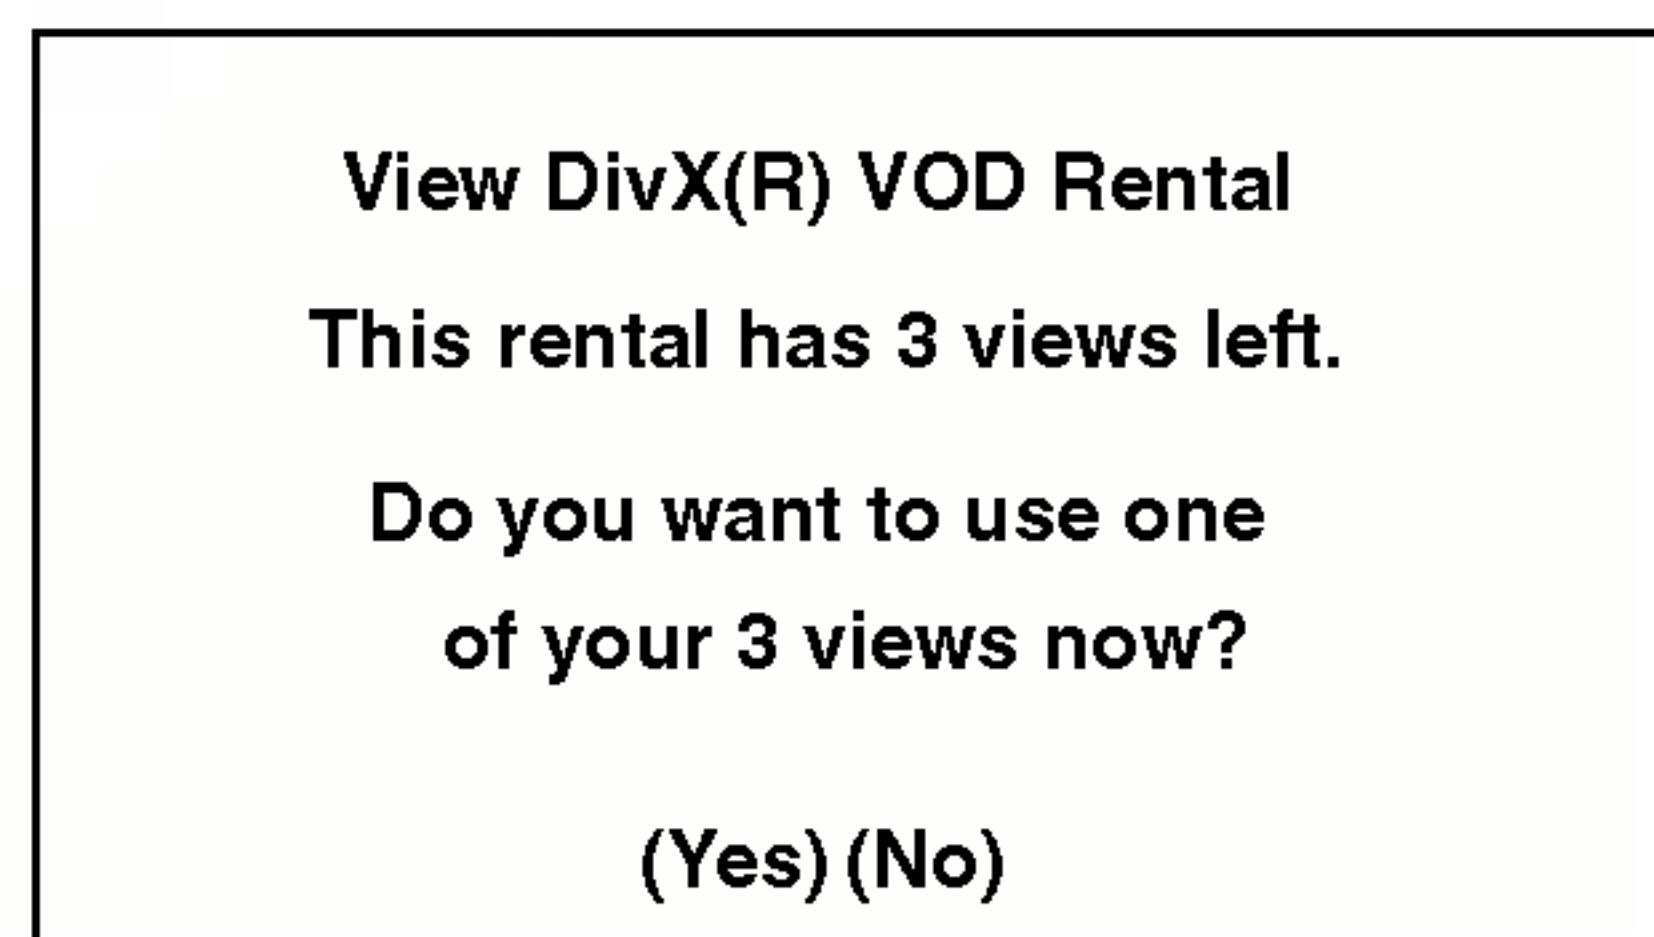 View DivX(R) VOD Rental
This rental has 3 views left.
Do you want to use one
of your 3 views now?
(Yes) (No)